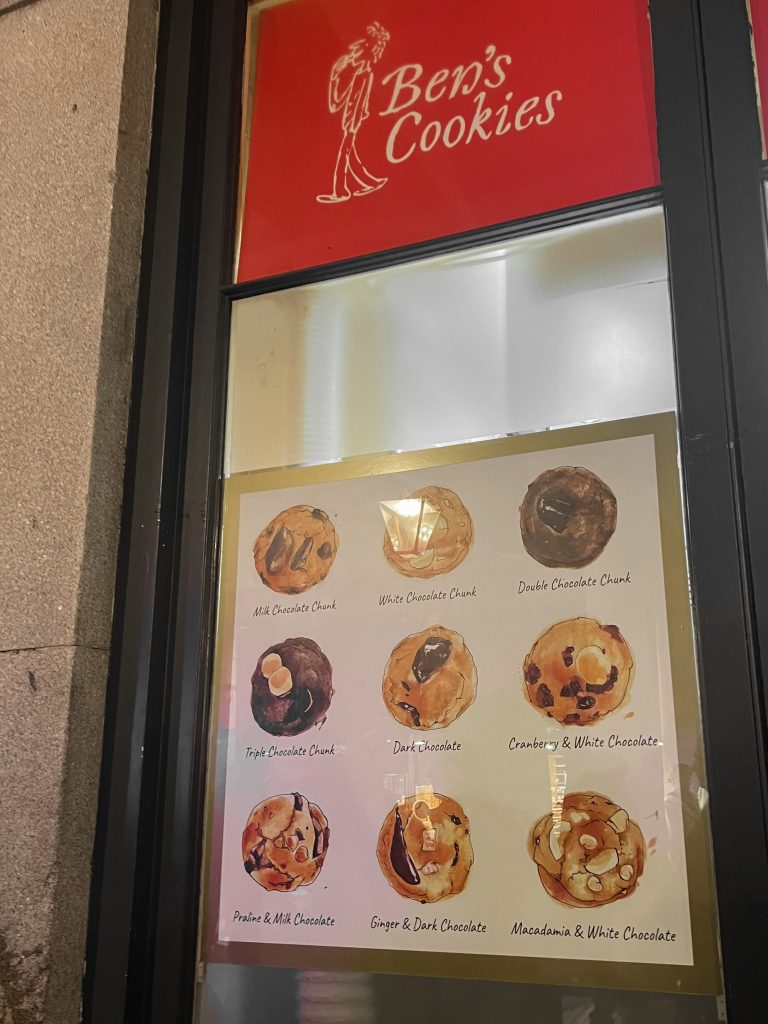 Ben's
Cookies
Milk Chocolate Chunk
White Chocolate Chunk
Double Chocolate Chunk
Triple Chocolate Chunk
Dark Chocolate
Cranberry & White Chocolate
Praline & Milk Chocolate
Ginger & Dark Chocolate
Macadamia & White Chocolate